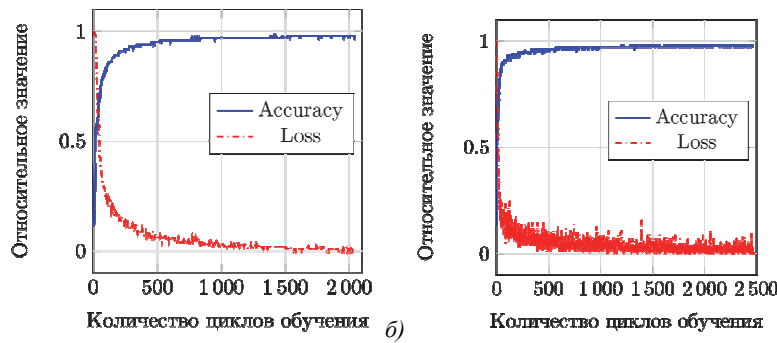 Относительное значение
1
0.5
0
Accuracy
Loss
0 500 1 000 1 500 2 000
Количество циклов обучения
б)
Относительное значение
1
0.5
0
Accuracy
Loss
0 500 1 000 1 500 2 000 2 500
Количество циклов обучения